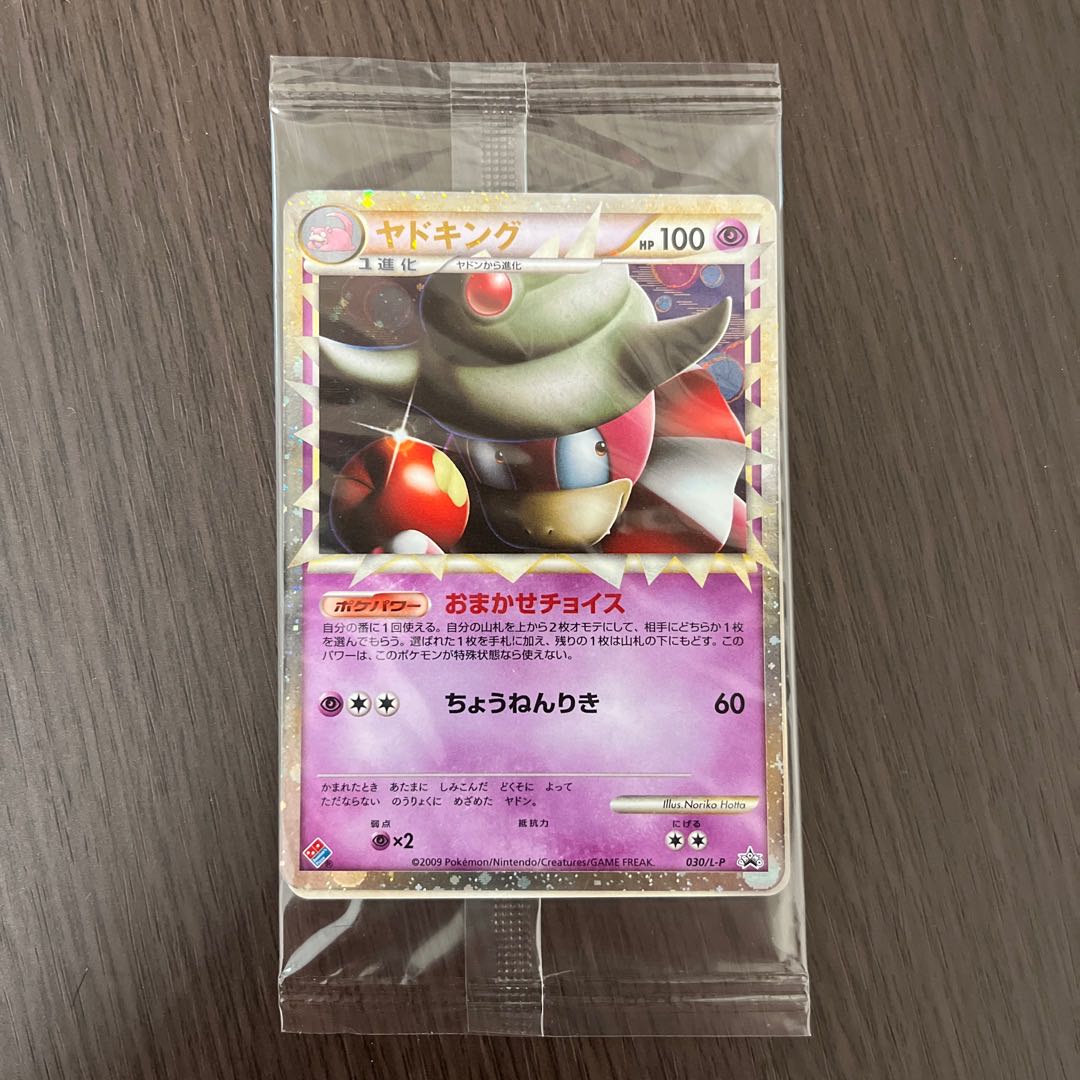 ヤドキング HP 100
1進化 ヤドンから進化
ポケパワー おまかせチョイス
自分の番に1回使える。自分の山札を上から2枚オモテにして、相手にどちらか1枚
を選んでもらう。選ばれた1枚を手札に加え、残りの1枚は山札の下にもどす。この
パワーは、このポケモンが特殊状態なら使えない。
ちょうねんりき 60
かまれたとき あたまに しみこんだ どくそに よって
ただならない のうりょくに めざめた ヤドン。
Illus.Noriko Hotta
弱点 抵抗力 にげる
×2
©2009 Pokémon/Nintendo/Creatures/GAME FREAK. 030/L-P